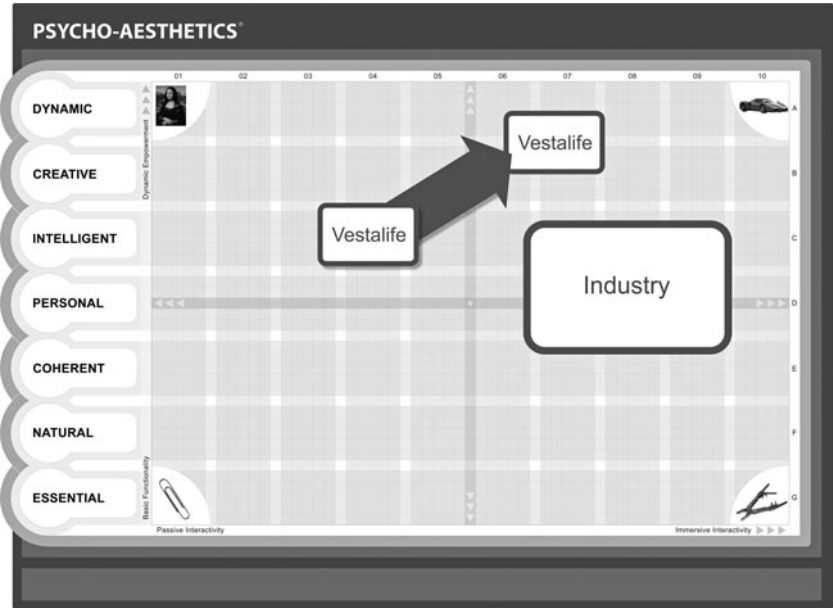 PSYCHO-AESTHETICS®
01 02 03 04 05 06 07 08 09 10
DYNAMIC
A
Dynamic Empowerment
Vestalife
CREATIVE
B
INTELLIGENT
Vestalife
C
Industry
PERSONAL
D
COHERENT
E
NATURAL
F
Basic Functionality
ESSENTIAL
G
Passive Interactivity
Immersive Interactivity